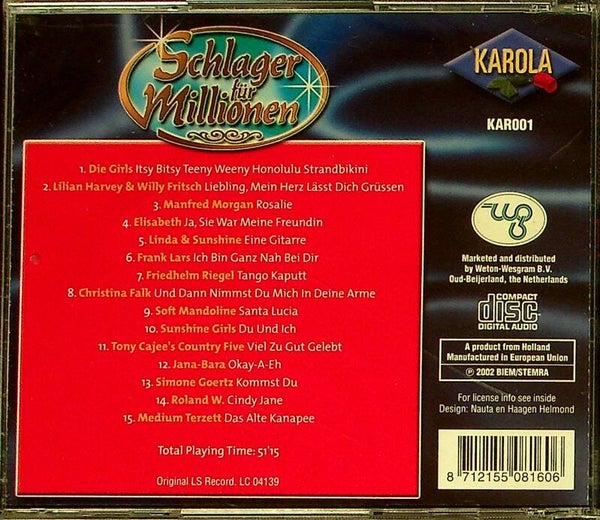 Schlager
für
Millionen
KAROLA
KAR001
1. Die Girls Itsy Bitsy Teeny Weeny Honolulu Strandbikini
2. Lilian Harvey & Willy Fritsch Liebling, Mein Herz Lässt Dich Grüssen
3. Manfred Morgan Rosalie
4. Elisabeth Ja, Sie War Meine Freundin
5. Linda & Sunshine Eine Gitarre
6. Frank Lars Ich Bin Ganz Nah Bei Dir
7. Friedhelm Riegel Tango Kaputt
8. Christina Falk Und Dann Nimmst Du Mich In Deine Arme
9. Soft Mandoline Santa Lucia
10. Sunshine Girls Du Und Ich
11. Tony Cajee's Country Five Viel Zu Gut Gelebt
12. Jana-Bara Okay-A-Eh
13. Simone Goertz Kommst Du
14. Roland W. Cindy Jane
15. Medium Terzett Das Alte Kanapee
Total Playing Time: 51'15
Original LS Record. LC 04139
wg
Marketed and distributed
by Weton-Wesgram B.V.
Oud-Beijerland, the Netherlands
COMPACT
disc
DIGITAL AUDIO
A product from Holland
Manufactured in European Union
℗ 2002 BIEM/STEMRA
For license info see inside
Design: Nauta en Haagen Helmond
8 712155 081606